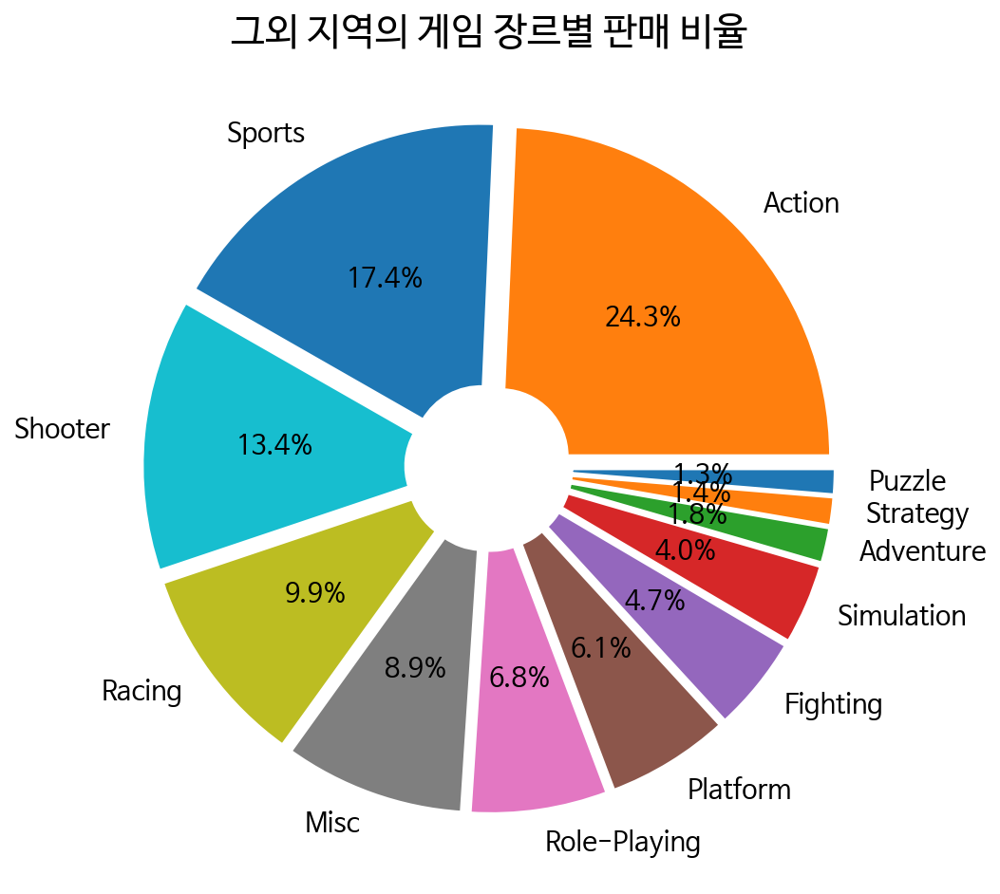 그외 지역의 게임 장르별 판매 비율
Sports
Action
17.4%
24.3%
Shooter
13.4%
1.3%
Puzzle
1.4%
Strategy
1.8%
Adventure
4.0%
Simulation
9.9%
4.7%
6.1%
8.9%
6.8%
Racing
Fighting
Platform
Misc
Role-Playing